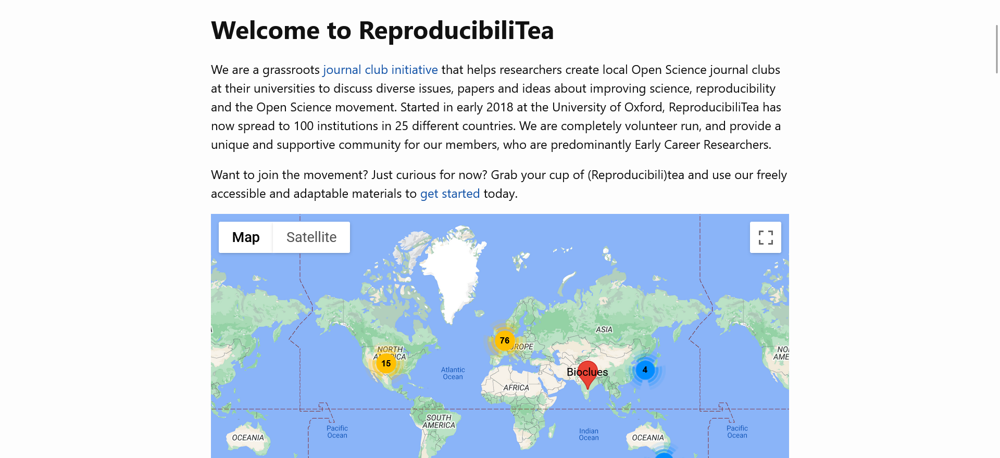 Welcome to ReproducibiliTea
We are a grassroots journal club initiative that helps researchers create local Open Science journal clubs
at their universities to discuss diverse issues, papers and ideas about improving science, reproducibility
and the Open Science movement. Started in early 2018 at the University of Oxford, ReproducibiliTea has
now spread to 100 institutions in 25 different countries. We are completely volunteer run, and provide a
unique and supportive community for our members, who are predominantly Early Career Researchers.
Want to join the movement? Just curious for now? Grab your cup of (Reproducibili)tea and use our freely
accessible and adaptable materials to get started today.
Map
Satellite
ASIA
76
NORTH
15
Atlantic
Ocean
Bioclues
4
AFRICA
SOUTH
AMERICA
Pacific
Ocean
OCEANIA
Indian
Ocean
OCEANIA
Pacific
Ocean